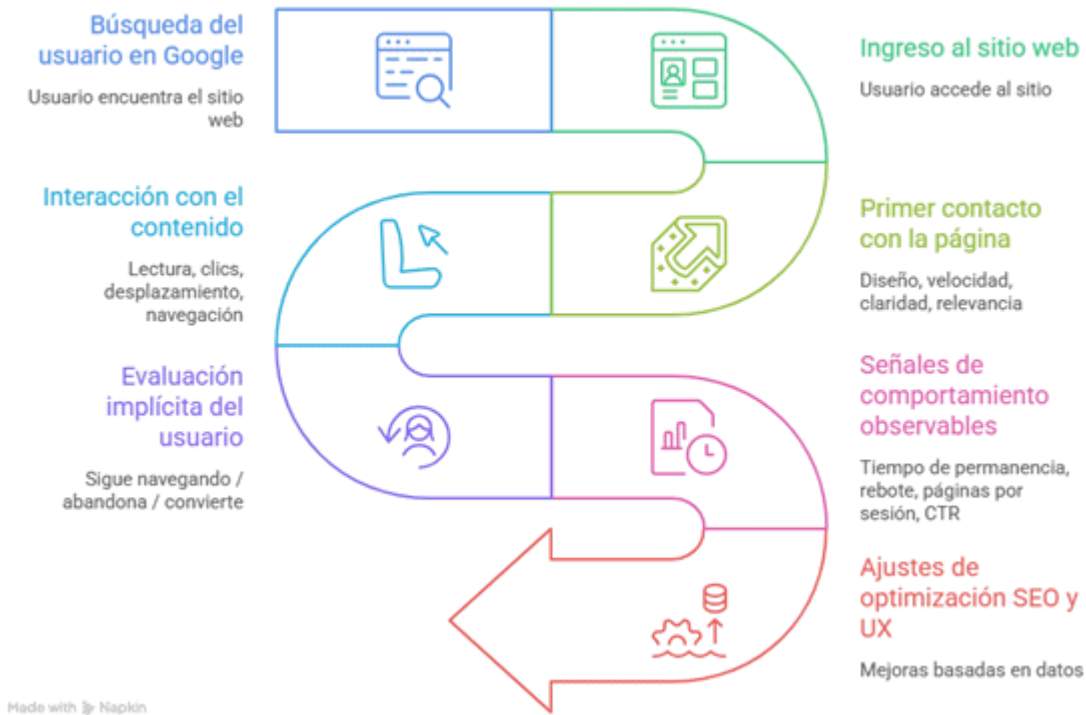 Búsqueda del
usuario en Google
Usuario encuentra el sitio
web
Ingreso al sitio web
Usuario accede al sitio
Primer contacto
con la página
Diseño, velocidad,
claridad, relevancia
Interacción con el
contenido
Lectura, clics,
desplazamiento,
navegación
Evaluación
implícita del
usuario
Sigue navegando /
abandona / convierte
Señales de
comportamiento
observables
Tiempo de permanencia,
rebote, páginas por
sesión, CTR
Ajustes de
optimización SEO y
UX
Mejoras basadas en datos
Made with Napkin